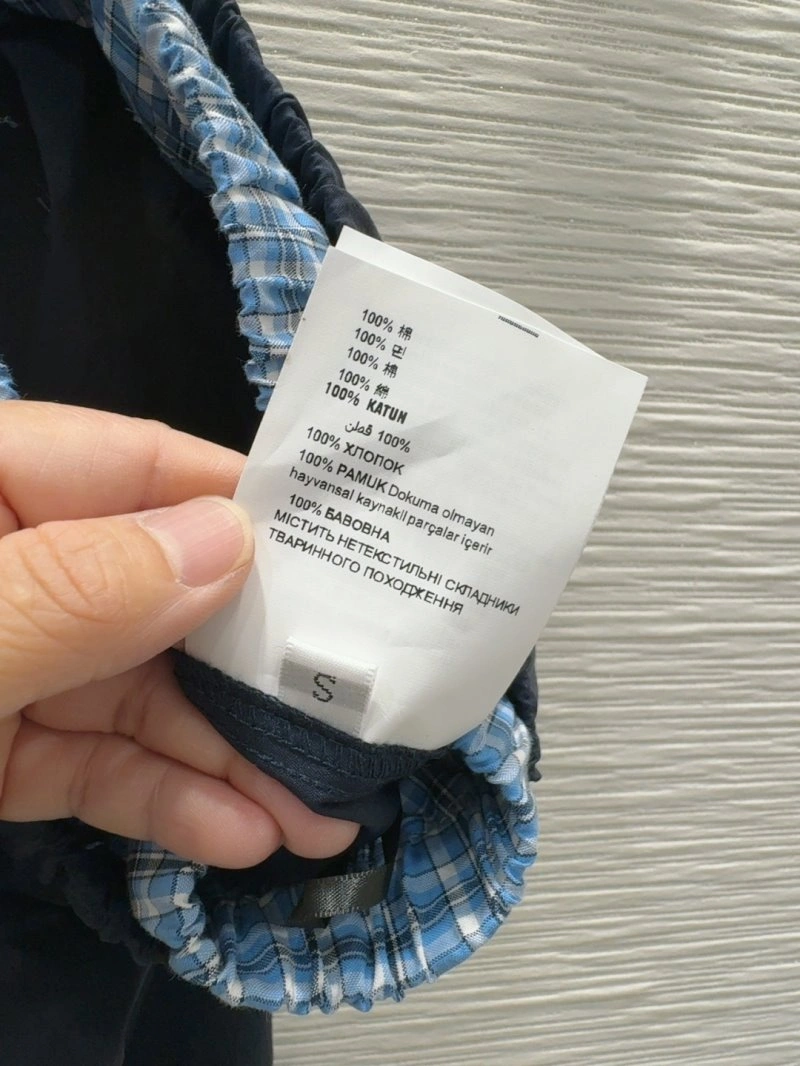 100% 棉
100% 면
100% 棉
100% 綿
100% KATUN
100% قطن
100% ХЛОПОК
100% PAMUK Dokuma olmayan
hayvansal kaynakil parçalar içerir
100% БАВОВНА
МІСТИТЬ НЕТЕКСТИЛЬНІ СКЛАДНИКИ
ТВАРИННОГО ПОХОДЖЕННЯ
S